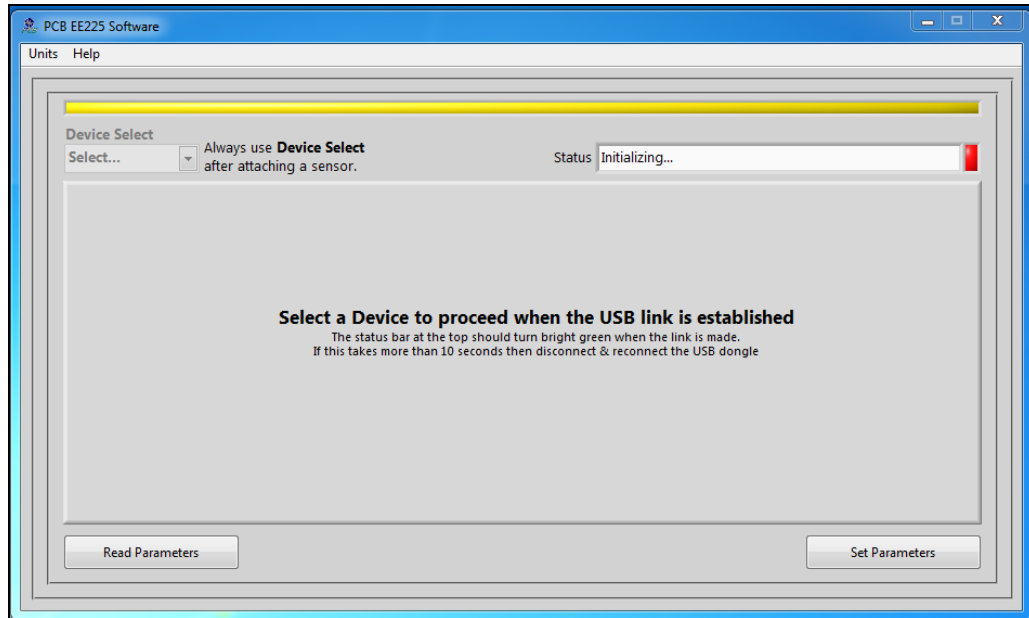 PCB EE225 Software
Units Help
Device Select
Select...
Always use Device Select
after attaching a sensor.
Status Initializing...
Select a Device to proceed when the USB link is established
The status bar at the top should turn bright green when the link is made.
If this takes more than 10 seconds then disconnect & reconnect the USB dongle
Read Parameters
Set Parameters